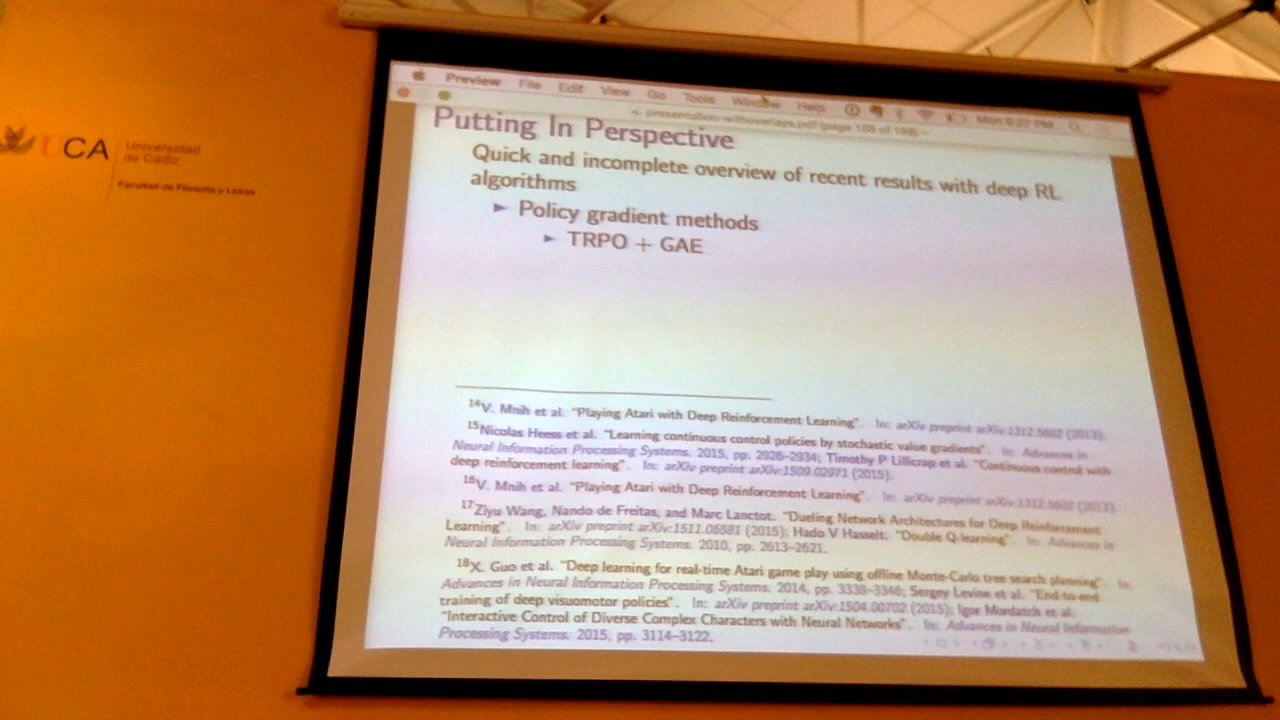 UCA
Universidad
de Cádiz
Facultad de Filosofía y Letras
Preview File Edit View Go Tools Window Help
presentation-withoverlays.pdf (page 168 of
Putting In Perspective
Quick and incomplete overview of recent results with deep RL
algorithms
► Policy gradient methods
► TRPO + GAE
14V. Mnih et al. "Playing Atari with Deep Reinforcement Learning". In: arXiv preprint arXiv:1312.5602 (2013).
15Nicolas Heess et al. "Learning continuous control policies by stochastic value gradients". In: Advances in
Neural Information Processing Systems. 2015, pp. 2926–2934; Timothy P Lillicrap et al. "Continuous control with
deep reinforcement learning". In: arXiv preprint arXiv:1509.02971 (2015).
16V. Mnih et al. "Playing Atari with Deep Reinforcement Learning". In: arXiv preprint arXiv:1312.5602 (2013).
17Ziyu Wang, Nando de Freitas, and Marc Lanctot. "Dueling Network Architectures for Deep Reinforcement
Learning". In: arXiv preprint arXiv:1511.06581 (2015); Hado V Hasselt. "Double Q-learning". In: Advances in
Neural Information Processing Systems. 2010, pp. 2613–2621.
18X. Guo et al. "Deep learning for real-time Atari game play using offline Monte-Carlo tree search planning". In:
Advances in Neural Information Processing Systems. 2014, pp. 3338–3346; Sergey Levine et al. "End-to-end
training of deep visuomotor policies". In: arXiv preprint arXiv:1504.00702 (2015); Igor Mordatch et al.
"Interactive Control of Diverse Complex Characters with Neural Networks". In: Advances in Neural Information
Processing Systems. 2015, pp. 3114–3122.